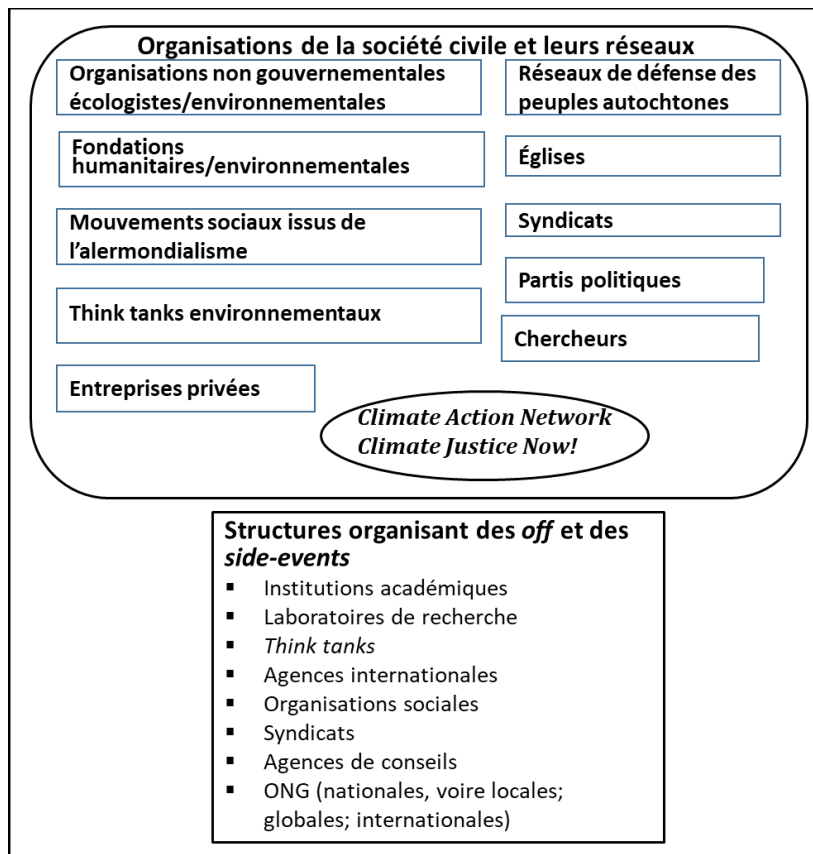 Organisations de la société civile et leurs réseaux
Organisations non gouvernementales
écologistes/environnementales
Fondations
humanitaires/environnementales
Mouvements sociaux issus de
l'alermondialisme
Think tanks environnementaux
Entreprises privées
Réseaux de défense des
peuples autochtones
Églises
Syndicats
Partis politiques
Chercheurs
Climate Action Network
Climate Justice Now!
Structures organisant des off et des
side-events
▪ Institutions académiques
▪ Laboratoires de recherche
▪ Think tanks
▪ Agences internationales
▪ Organisations sociales
▪ Syndicats
▪ Agences de conseils
▪ ONG (nationales, voire locales;
globales; internationales)